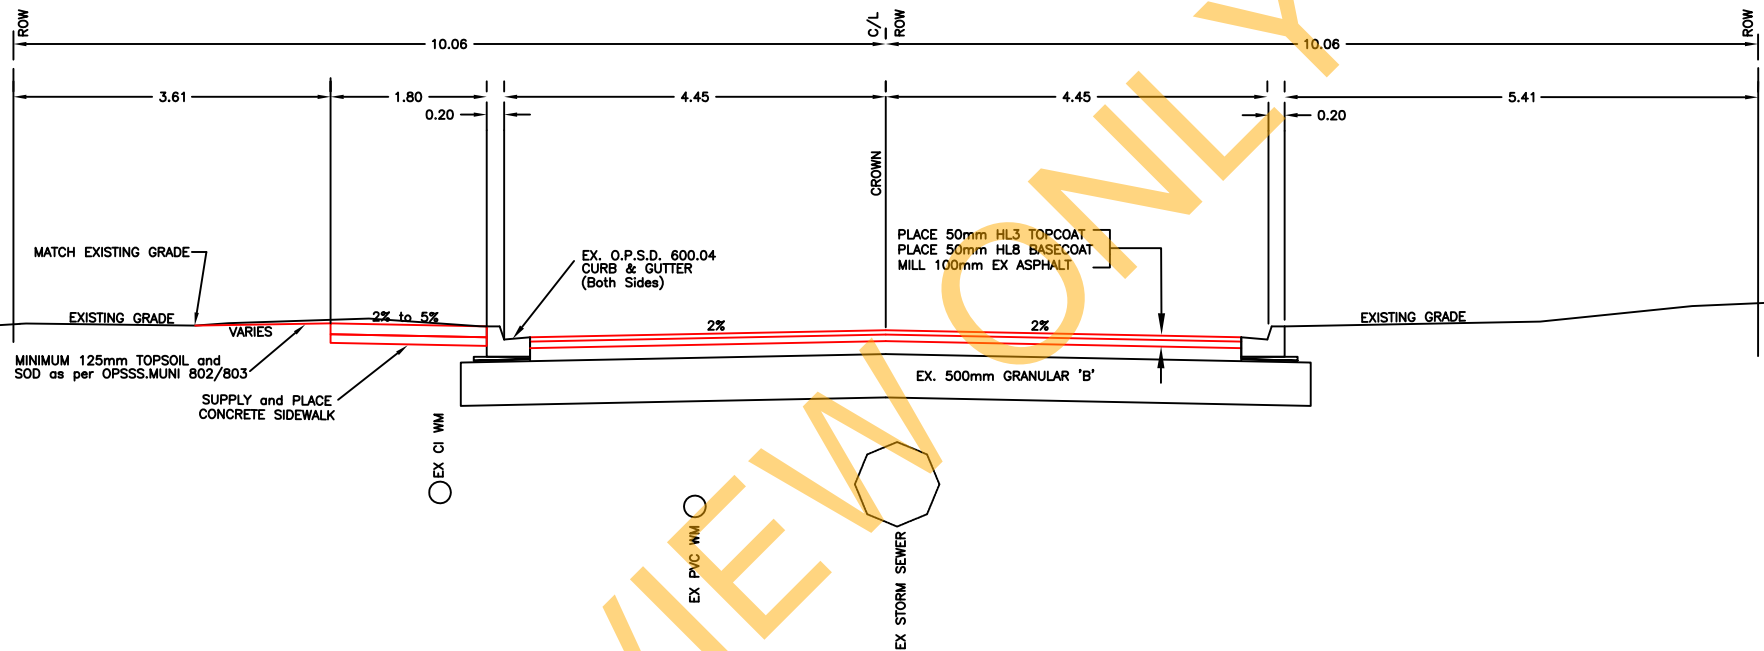 ROW
C/L
ROW
ROW
10.06
10.06
3.61
1.80
4.45
4.45
5.41
0.20
0.20
CROWN
MATCH EXISTING GRADE
EX. O.P.S.D. 600.04
CURB & GUTTER
(Both Sides)
PLACE 50mm HL3 TOPCOAT
PLACE 50mm HL8 BASECOAT
MILL 100mm EX ASPHALT
EXISTING GRADE
VARIES
2% to 5%
2%
2%
EXISTING GRADE
MINIMUM 125mm TOPSOIL and
SOD as per OPSSS.MUNI 802/803
SUPPLY and PLACE
CONCRETE SIDEWALK
EX. 500mm GRANULAR 'B'
EX CI WM
EX PVC WM
EX STORM SEWER
VIEW ONLY